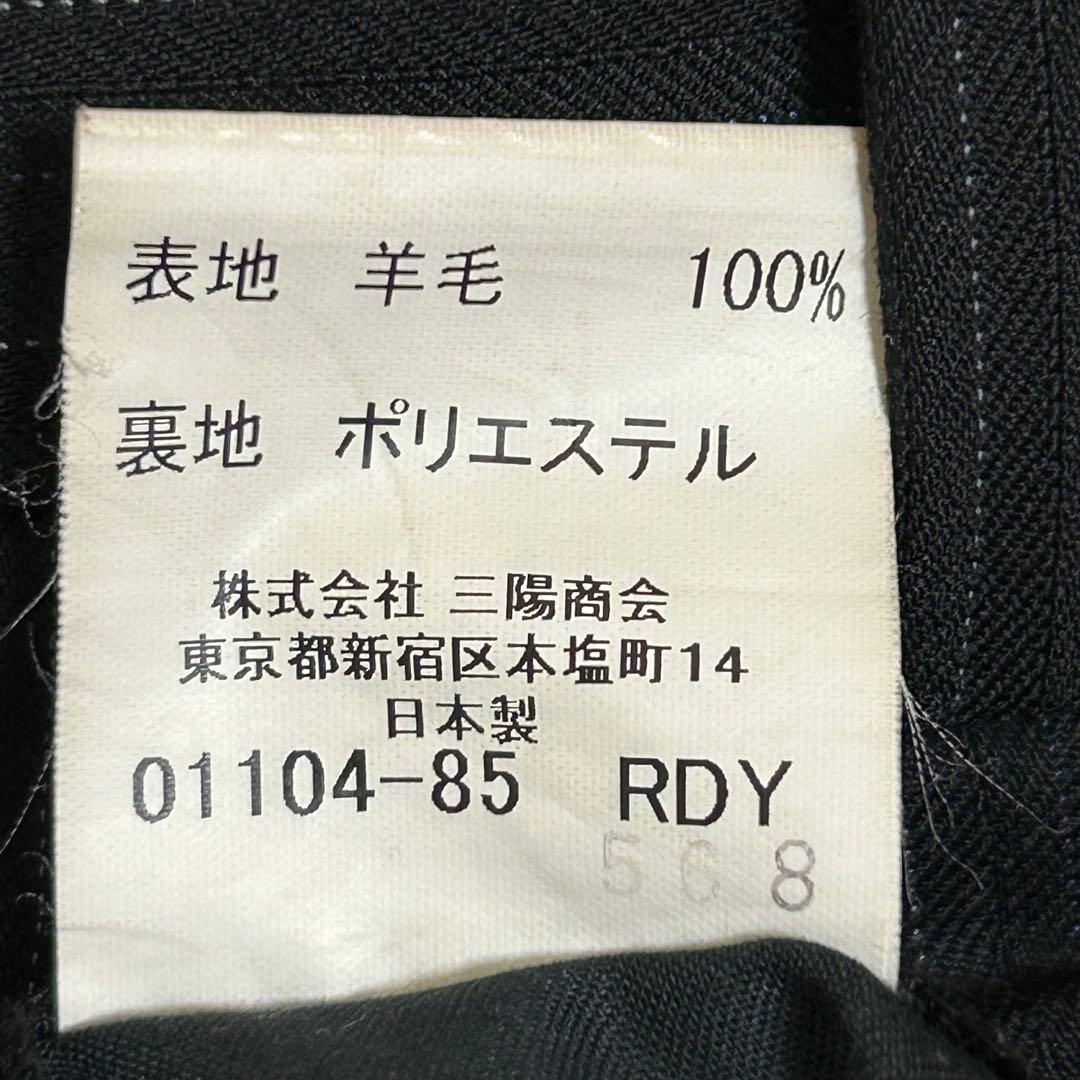 表地 羊毛 100%
裏地 ポリエステル
株式会社 三陽商会
東京都新宿区本塩町14
日本製
01104-85 RDY
568